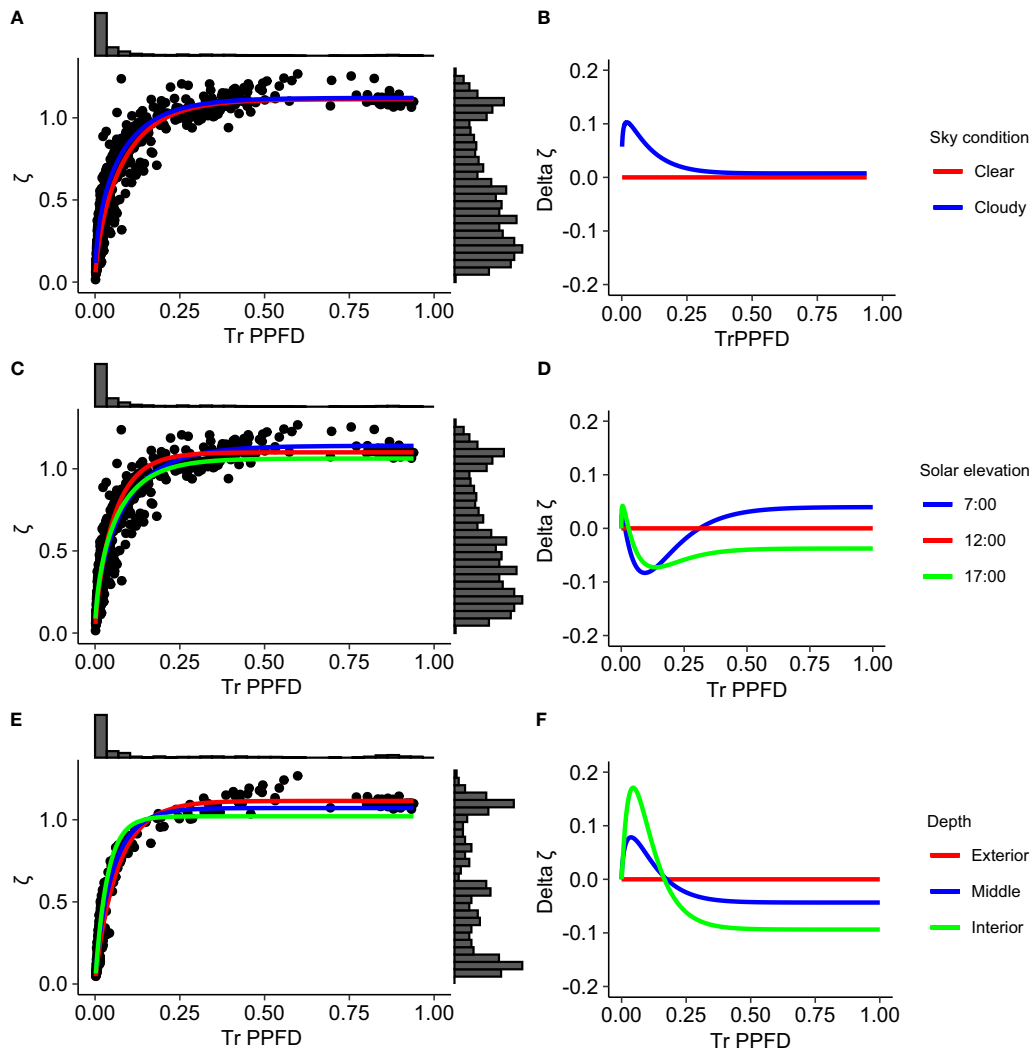 A
ζ
1.0
0.5
0.0
0.00 0.25 0.50 0.75 1.00
Tr PPFD
B
Delta ζ
0.2
0.1
0.0
-0.1
-0.2
0.00 0.25 0.50 0.75 1.00
TrPPFD
Sky condition
Clear
Cloudy
C
ζ
1.0
0.5
0.0
0.00 0.25 0.50 0.75 1.00
Tr PPFD
D
Delta ζ
0.2
0.1
0.0
-0.1
-0.2
0.00 0.25 0.50 0.75 1.00
Tr PPFD
Solar elevation
7:00
12:00
17:00
E
ζ
1.0
0.5
0.0
0.00 0.25 0.50 0.75 1.00
Tr PPFD
F
Delta ζ
0.2
0.1
0.0
-0.1
-0.2
0.00 0.25 0.50 0.75 1.00
Tr PPFD
Depth
Exterior
Middle
Interior